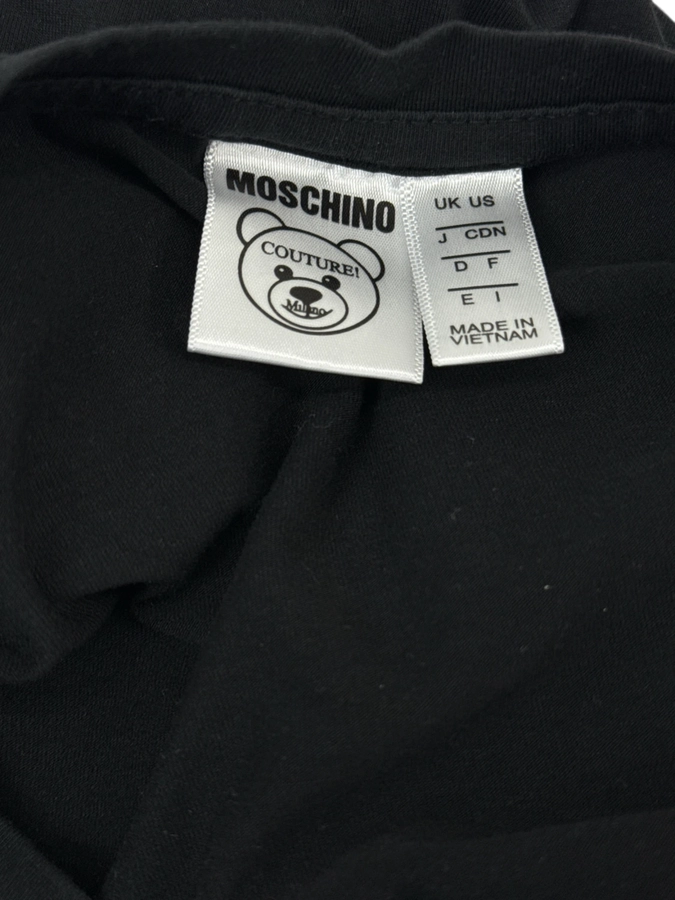 MOSCHINO
COUTURE!
Milano
UK US
J CDN
D F
E I
MADE IN
VIETNAM